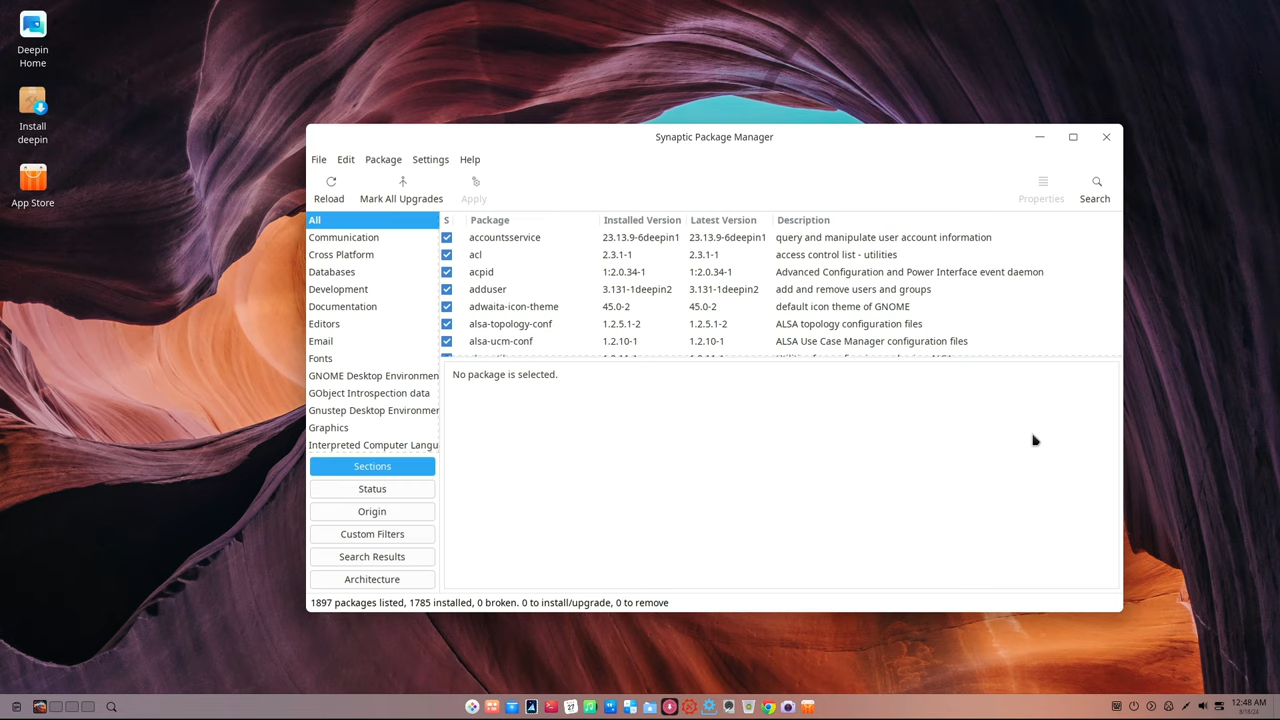 Deepin
Home
Install
deepin
App Store
Synaptic Package Manager
File Edit Package Settings Help
Reload Mark All Upgrades Apply Properties Search
All
Communication
Cross Platform
Databases
Development
Documentation
Editors
Email
Fonts
GNOME Desktop Environmen
GObject Introspection data
Gnustep Desktop Environmen
Graphics
Interpreted Computer Langu
S Package Installed Version Latest Version Description
accountsservice 23.13.9-6deepin1 23.13.9-6deepin1 query and manipulate user account information
acl 2.3.1-1 2.3.1-1 access control list - utilities
acpid 1:2.0.34-1 1:2.0.34-1 Advanced Configuration and Power Interface event daemon
adduser 3.131-1deepin2 3.131-1deepin2 add and remove users and groups
adwaita-icon-theme 45.0-2 45.0-2 default icon theme of GNOME
alsa-topology-conf 1.2.5.1-2 1.2.5.1-2 ALSA topology configuration files
alsa-ucm-conf 1.2.10-1 1.2.10-1 ALSA Use Case Manager configuration files
No package is selected.
Sections
Status
Origin
Custom Filters
Search Results
Architecture
1897 packages listed, 1785 installed, 0 broken. 0 to install/upgrade, 0 to remove
27
12:48 AM
8/18/24